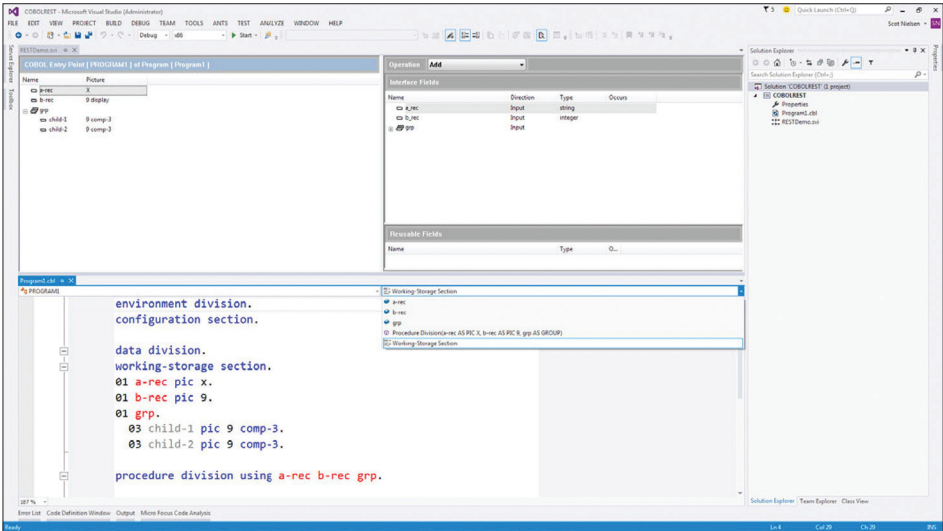 COBOLREST - Microsoft Visual Studio (Administrator)
Quick Launch (Ctrl+Q)
FILE EDIT VIEW PROJECT BUILD DEBUG TEAM TOOLS ANTS TEST ANALYZE WINDOW HELP
Scott Nielsen
SN
Debug
x86
Start
Server Explorer
Toolbox
RESTDemo.svi
COBOL Entry Point [ PROGRAM1 ] of Program [ Program1 ]
Name Picture
a-rec X
b-rec 9 display
grp
child-1 9 comp-3
child-2 9 comp-3
Operation Add
Interface Fields
Name Direction Type Occurs
a_rec Input string
b_rec Input integer
grp Input
Reusable Fields
Name Type O...
Solution Explorer
Search Solution Explorer (Ctrl+;)
Solution 'COBOLREST' (1 project)
COBOLREST
Properties
Program1.cbl
RESTDemo.svi
Properties
Program1.cbl
PROGRAM1
Working-Storage Section
a-rec
b-rec
grp
Procedure Division(a-rec AS PIC X, b-rec AS PIC 9, grp AS GROUP)
Working-Storage Section
environment division.
configuration section.
data division.
working-storage section.
01 a-rec pic x.
01 b-rec pic 9.
01 grp.
03 child-1 pic 9 comp-3.
03 child-2 pic 9 comp-3.
procedure division using a-rec b-rec grp.
187 %
Solution Explorer Team Explorer Class View
Error List Code Definition Window Output Micro Focus Code Analysis
Ready
Ln 4 Col 29 Ch 29 INS